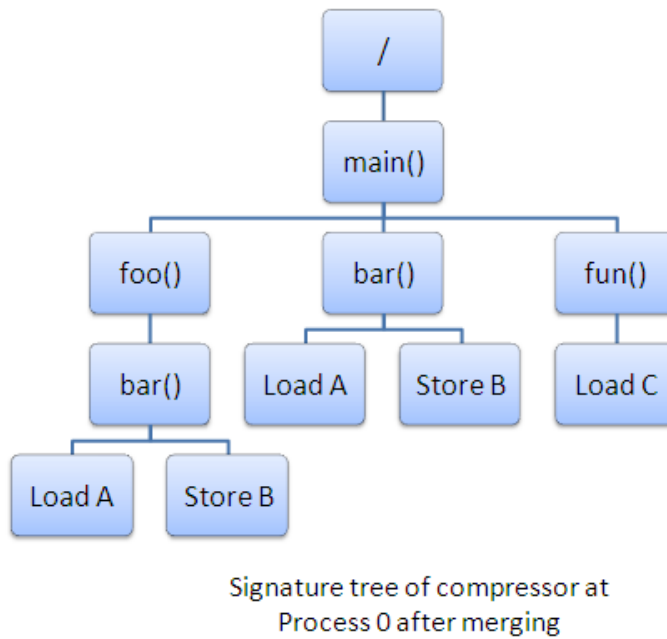 /
main()
foo()
bar()
fun()
bar()
Load A
Store B
Load C
Load A
Store B
Signature tree of compressor at
Process 0 after merging